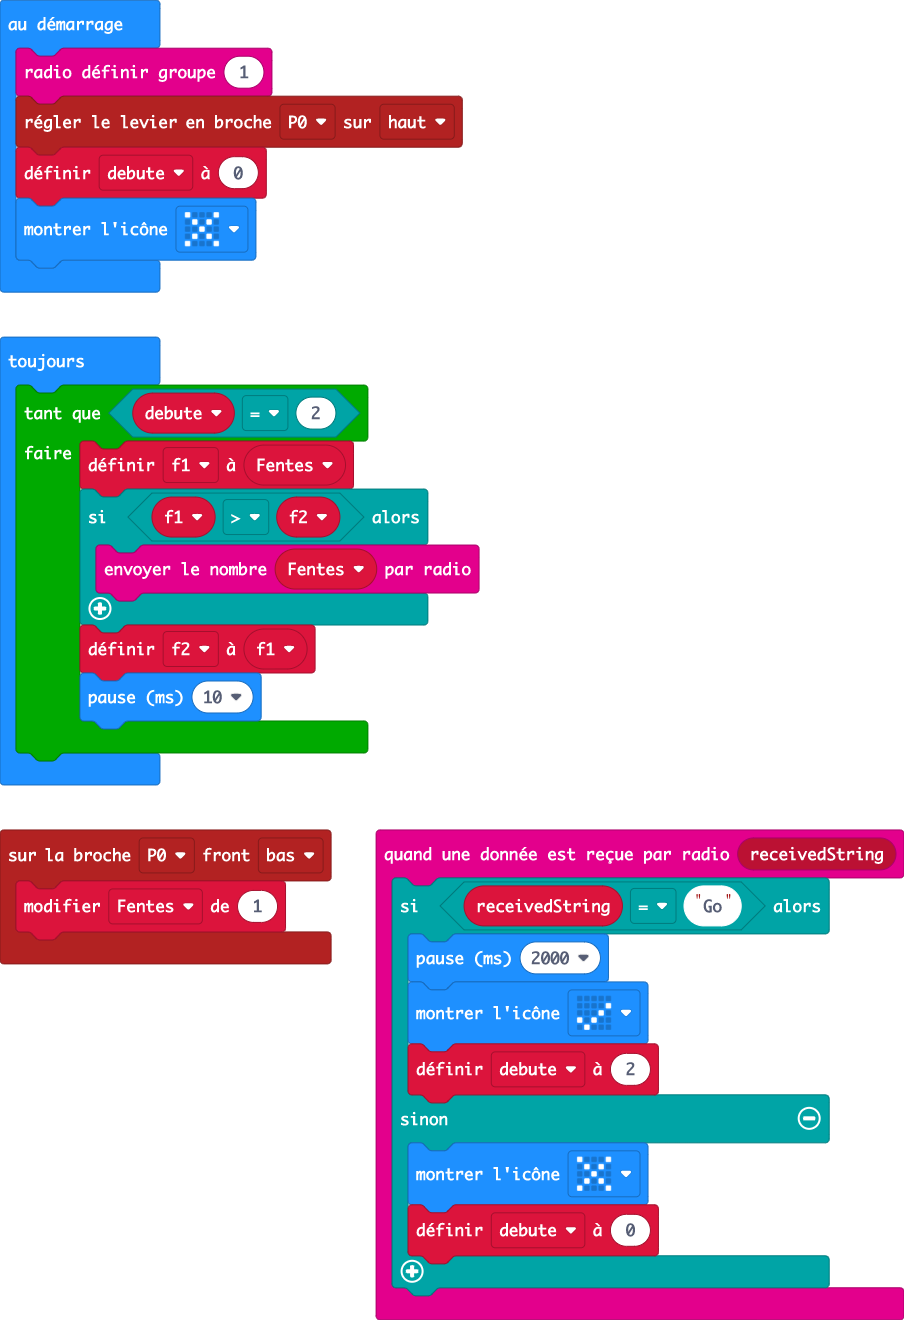 au démarrage
radio définir groupe 1
régler le levier en broche P0 sur haut
définir debute à 0
montrer l'icône
toujours
tant que debute = 2
faire
définir f1 à Fentes
si f1 > f2 alors
envoyer le nombre Fentes par radio
définir f2 à f1
pause (ms) 10
sur la broche P0 front bas
modifier Fentes de 1
quand une donnée est reçue par radio receivedString
si receivedString = "Go" alors
pause (ms) 2000
montrer l'icône
définir debute à 2
sinon
montrer l'icône
définir debute à 0